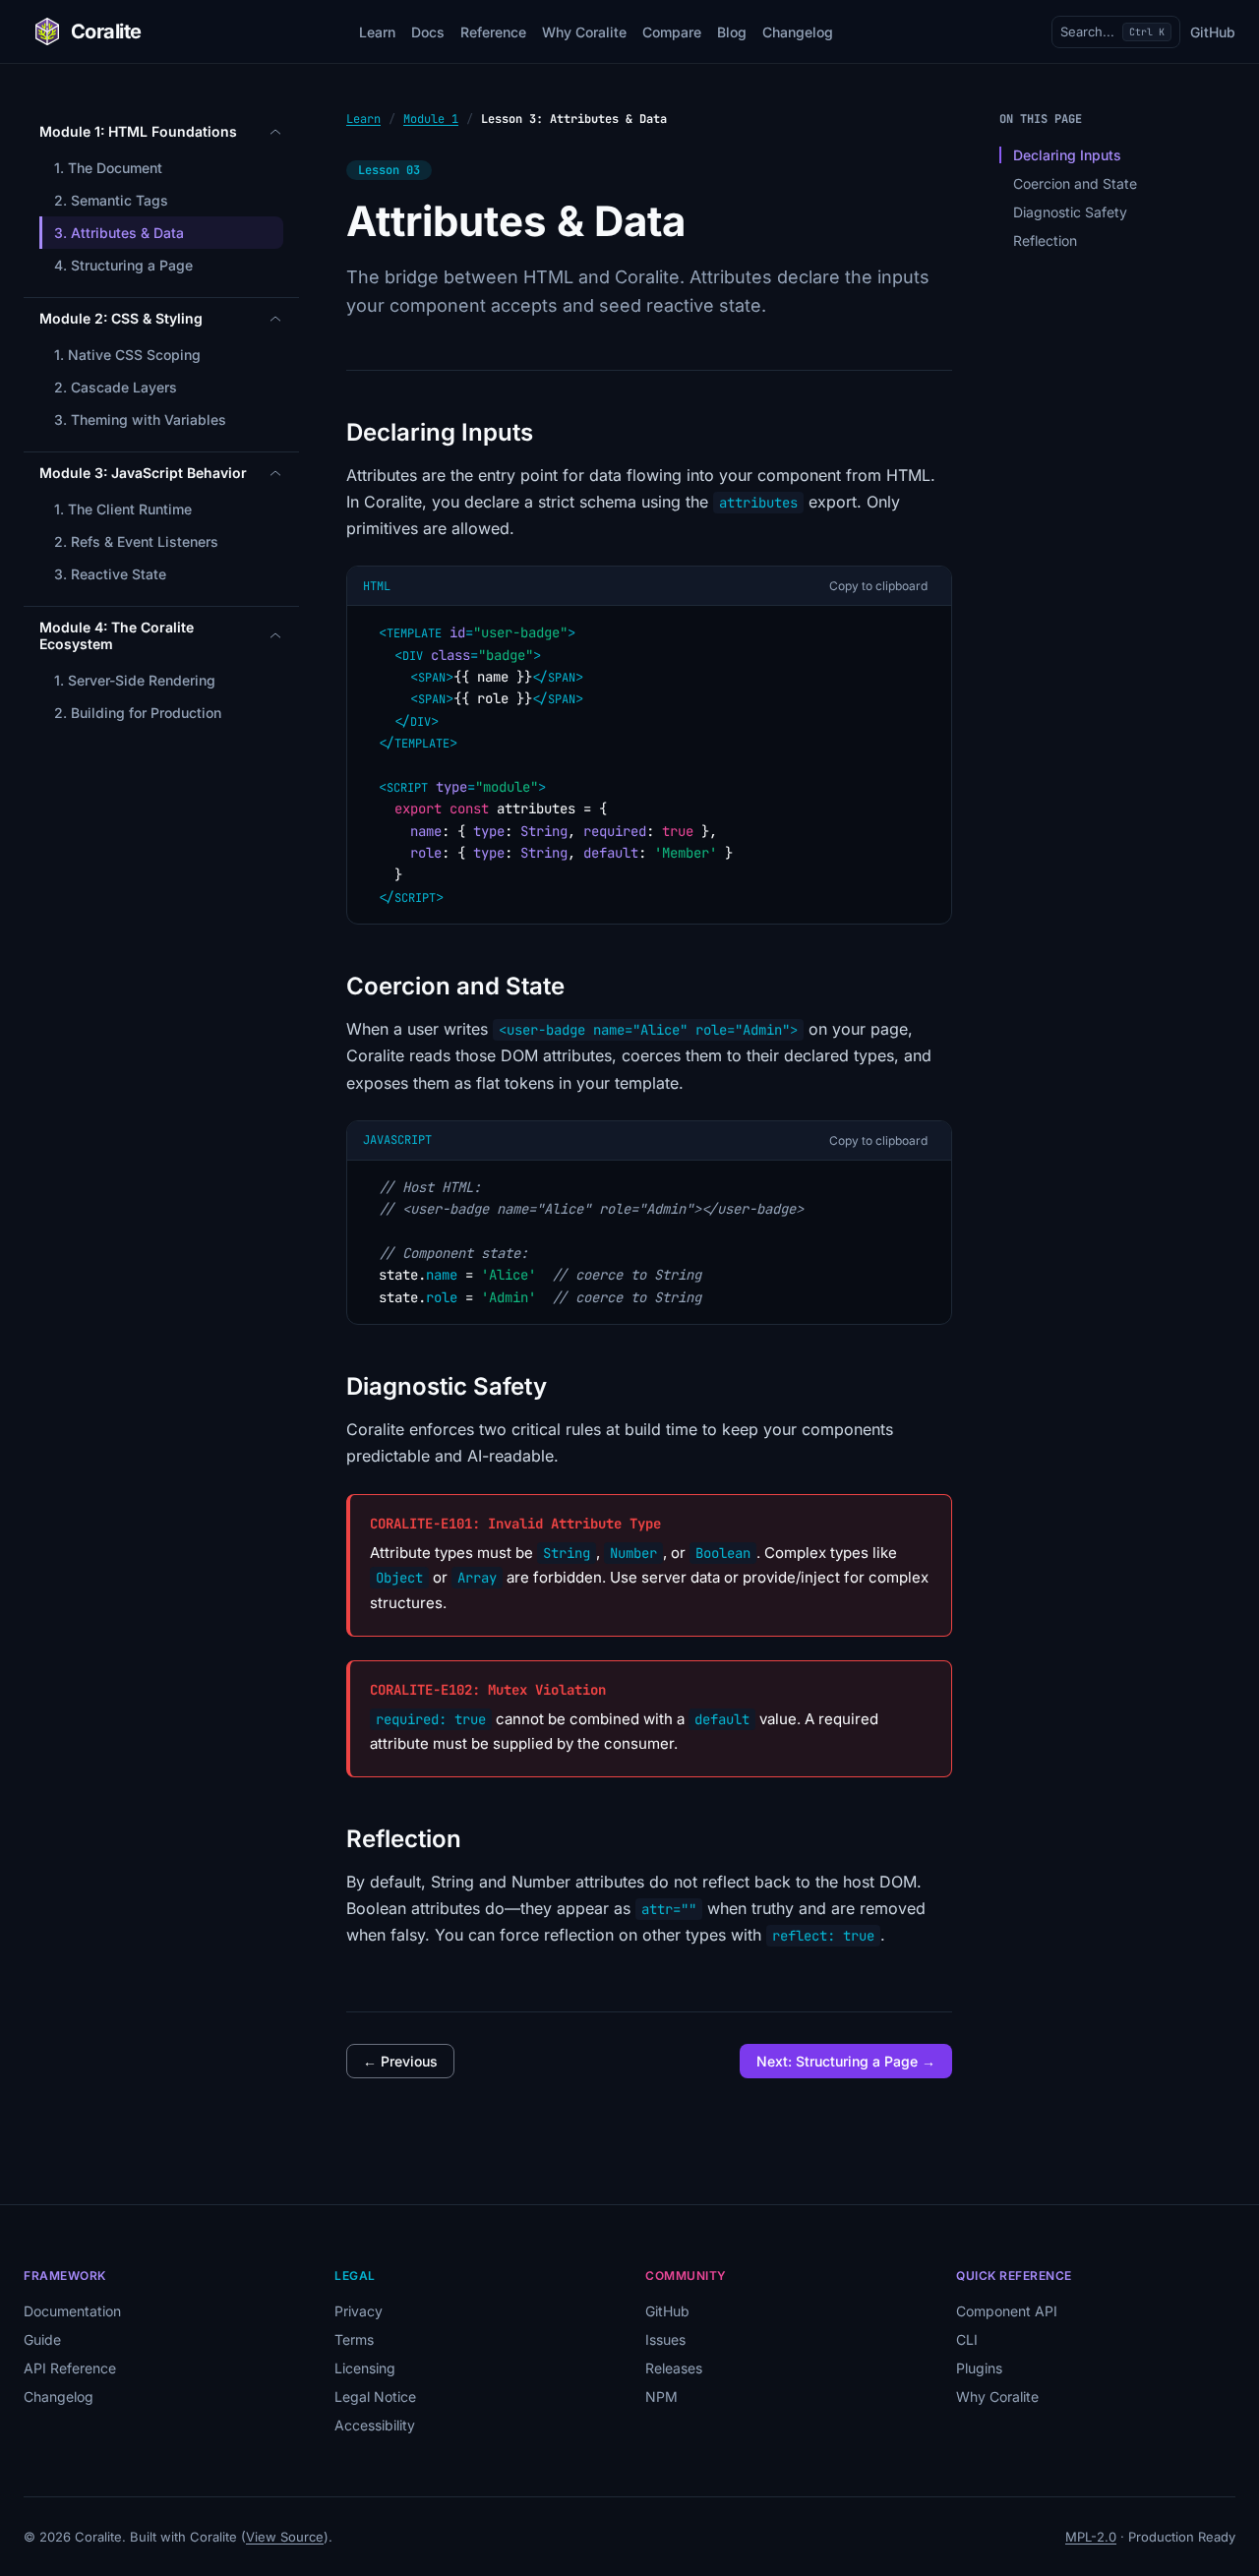 Coralite
Learn Docs Reference Why Coralite Compare Blog Changelog
Search... Ctrl K GitHub
Module 1: HTML Foundations
1. The Document
2. Semantic Tags
3. Attributes & Data
4. Structuring a Page
Module 2: CSS & Styling
1. Native CSS Scoping
2. Cascade Layers
3. Theming with Variables
Module 3: JavaScript Behavior
1. The Client Runtime
2. Refs & Event Listeners
3. Reactive State
Module 4: The Coralite
Ecosystem
1. Server-Side Rendering
2. Building for Production
Learn / Module 1 / Lesson 3: Attributes & Data
Lesson 03
Attributes & Data
The bridge between HTML and Coralite. Attributes declare the inputs
your component accepts and seed reactive state.
Declaring Inputs
Attributes are the entry point for data flowing into your component from HTML.
In Coralite, you declare a strict schema using the attributes export. Only
primitives are allowed.
HTML Copy to clipboard
<TEMPLATE id="user-badge">
  <DIV class="badge">
    <SPAN>{{ name }}</SPAN>
    <SPAN>{{ role }}</SPAN>
  </DIV>
</TEMPLATE>
<SCRIPT type="module">
  export const attributes = {
    name: { type: String, required: true },
    role: { type: String, default: 'Member' }
  }
</SCRIPT>
Coercion and State
When a user writes <user-badge name="Alice" role="Admin"> on your page,
Coralite reads those DOM attributes, coerces them to their declared types, and
exposes them as flat tokens in your template.
JAVASCRIPT Copy to clipboard
// Host HTML:
// <user-badge name="Alice" role="Admin"></user-badge>
// Component state:
state.name = 'Alice'  // coerce to String
state.role = 'Admin'  // coerce to String
Diagnostic Safety
Coralite enforces two critical rules at build time to keep your components
predictable and AI-readable.
CORALITE-E101: Invalid Attribute Type
Attribute types must be String, Number, or Boolean. Complex types like
Object or Array are forbidden. Use server data or provide/inject for complex
structures.
CORALITE-E102: Mutex Violation
required: true cannot be combined with a default value. A required
attribute must be supplied by the consumer.
Reflection
By default, String and Number attributes do not reflect back to the host DOM.
Boolean attributes do—they appear as attr="" when truthy and are removed
when falsy. You can force reflection on other types with reflect: true.
← Previous
Next: Structuring a Page →
ON THIS PAGE
Declaring Inputs
Coercion and State
Diagnostic Safety
Reflection
FRAMEWORK
Documentation
Guide
API Reference
Changelog
LEGAL
Privacy
Terms
Licensing
Legal Notice
Accessibility
COMMUNITY
GitHub
Issues
Releases
NPM
QUICK REFERENCE
Component API
CLI
Plugins
Why Coralite
© 2026 Coralite. Built with Coralite (View Source).
MPL-2.0 · Production Ready